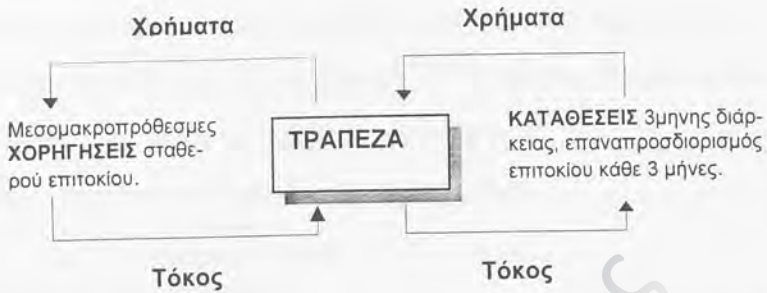 Χρήματα
Χρήματα
Μεσομακροπρόθεσμες
ΧΟΡΗΓΗΣΕΙΣ σταθε-
ρού επιτοκίου.
ΤΡΑΠΕΖΑ
ΚΑΤΑΘΕΣΕΙΣ 3μηνης διάρ-
κειας, επαναπροσδιορισμός
επιτοκίου κάθε 3 μήνες.
Τόκος
Τόκος